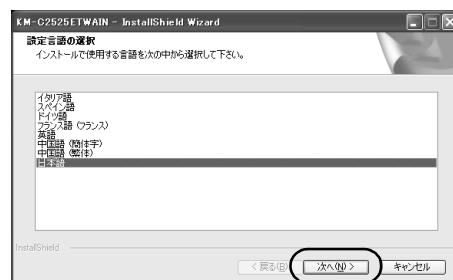 KM-C2525ETWAIN - InstallShield Wizard
設定言語の選択
インストールで使用する言語を次の中から選択して下さい。
イタリア語
スペイン語
ドイツ語
フランス語 (フランス)
英語
中国語 (簡体字)
中国語 (繁体)
日本語
InstallShield
< 戻る(B)
次へ(N) >
キャンセル